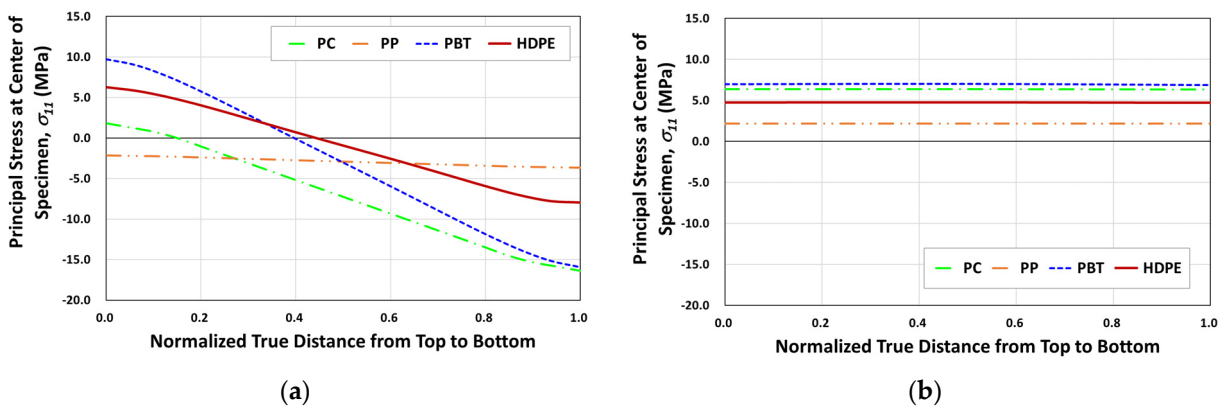 Principal Stress at Center of
Specimen, σ11 (MPa)
15.0
10.0
5.0
0.0
-5.0
-10.0
-15.0
-20.0
PC PP PBT HDPE
0.0 0.2 0.4 0.6 0.8 1.0
Normalized True Distance from Top to Bottom
(a)
Principal Stress at Center of
Specimen, σ11 (MPa)
15.0
10.0
5.0
0.0
-5.0
-10.0
-15.0
-20.0
PC PP PBT HDPE
0.0 0.2 0.4 0.6 0.8 1.0
Normalized True Distance from Top to Bottom
(b)